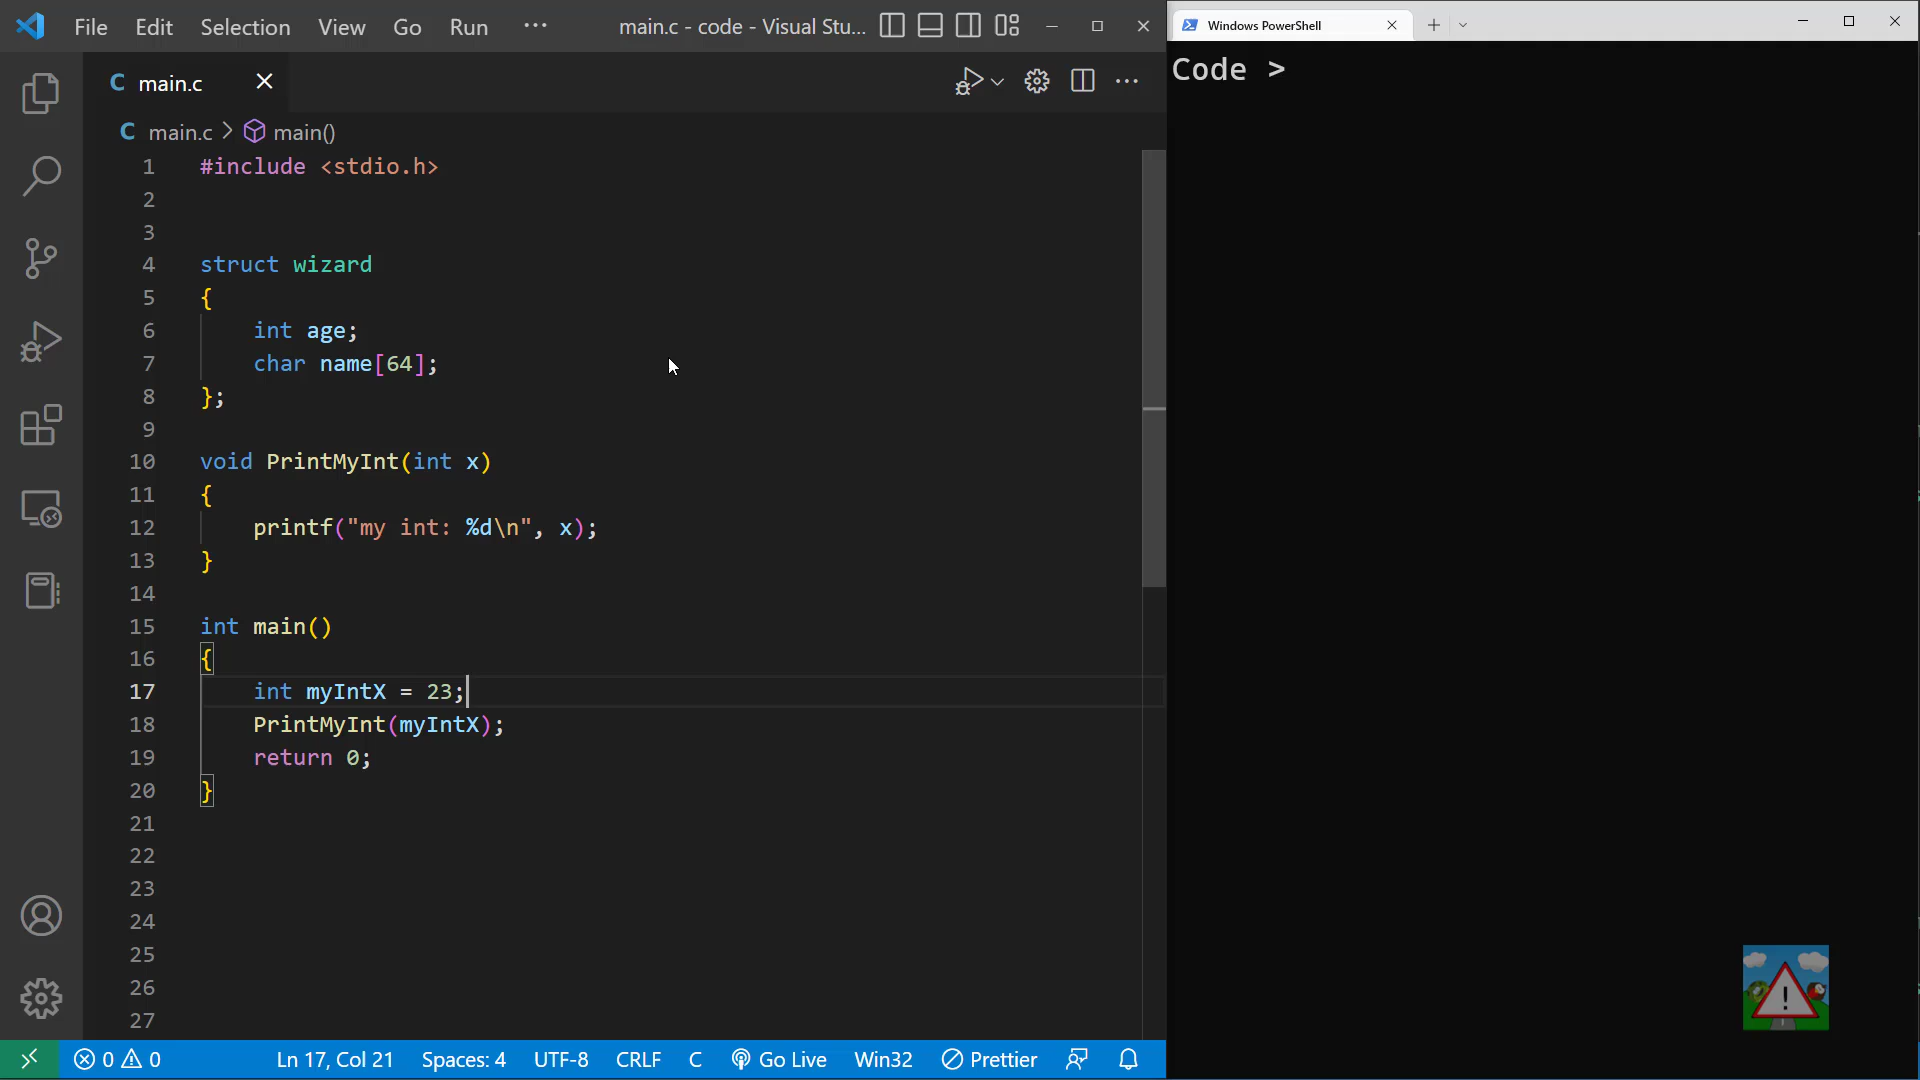 File Edit Selection View Go Run ··· main.c - code - Visual Stu...
Windows PowerShell
main.c
Code >
main.c > main()
1 #include <stdio.h>
2
3
4 struct wizard
5 {
6 int age;
7 char name[64];
8 };
9
10 void PrintMyInt(int x)
11 {
12 printf("my int: %d\n", x);
13 }
14
15 int main()
16 {
17 int myIntX = 23;
18 PrintMyInt(myIntX);
19 return 0;
20 }
21
22
23
24
25
26
27
0 0 Ln 17, Col 21 Spaces: 4 UTF-8 CRLF C Go Live Win32 Prettier